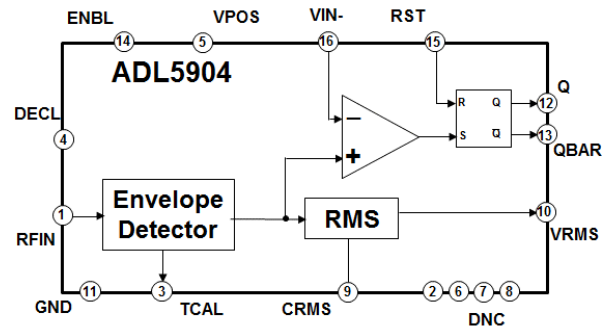 ENBL VPOS VIN- RST
14 5 16 15
ADL5904
Q
DECL
R Q
12
4
− 
S Q̅
13
QBAR
+
Envelope
Detector
RMS
1
10
RFIN
VRMS
GND 11 3 TCAL CRMS 9 2 6 7 8
DNC